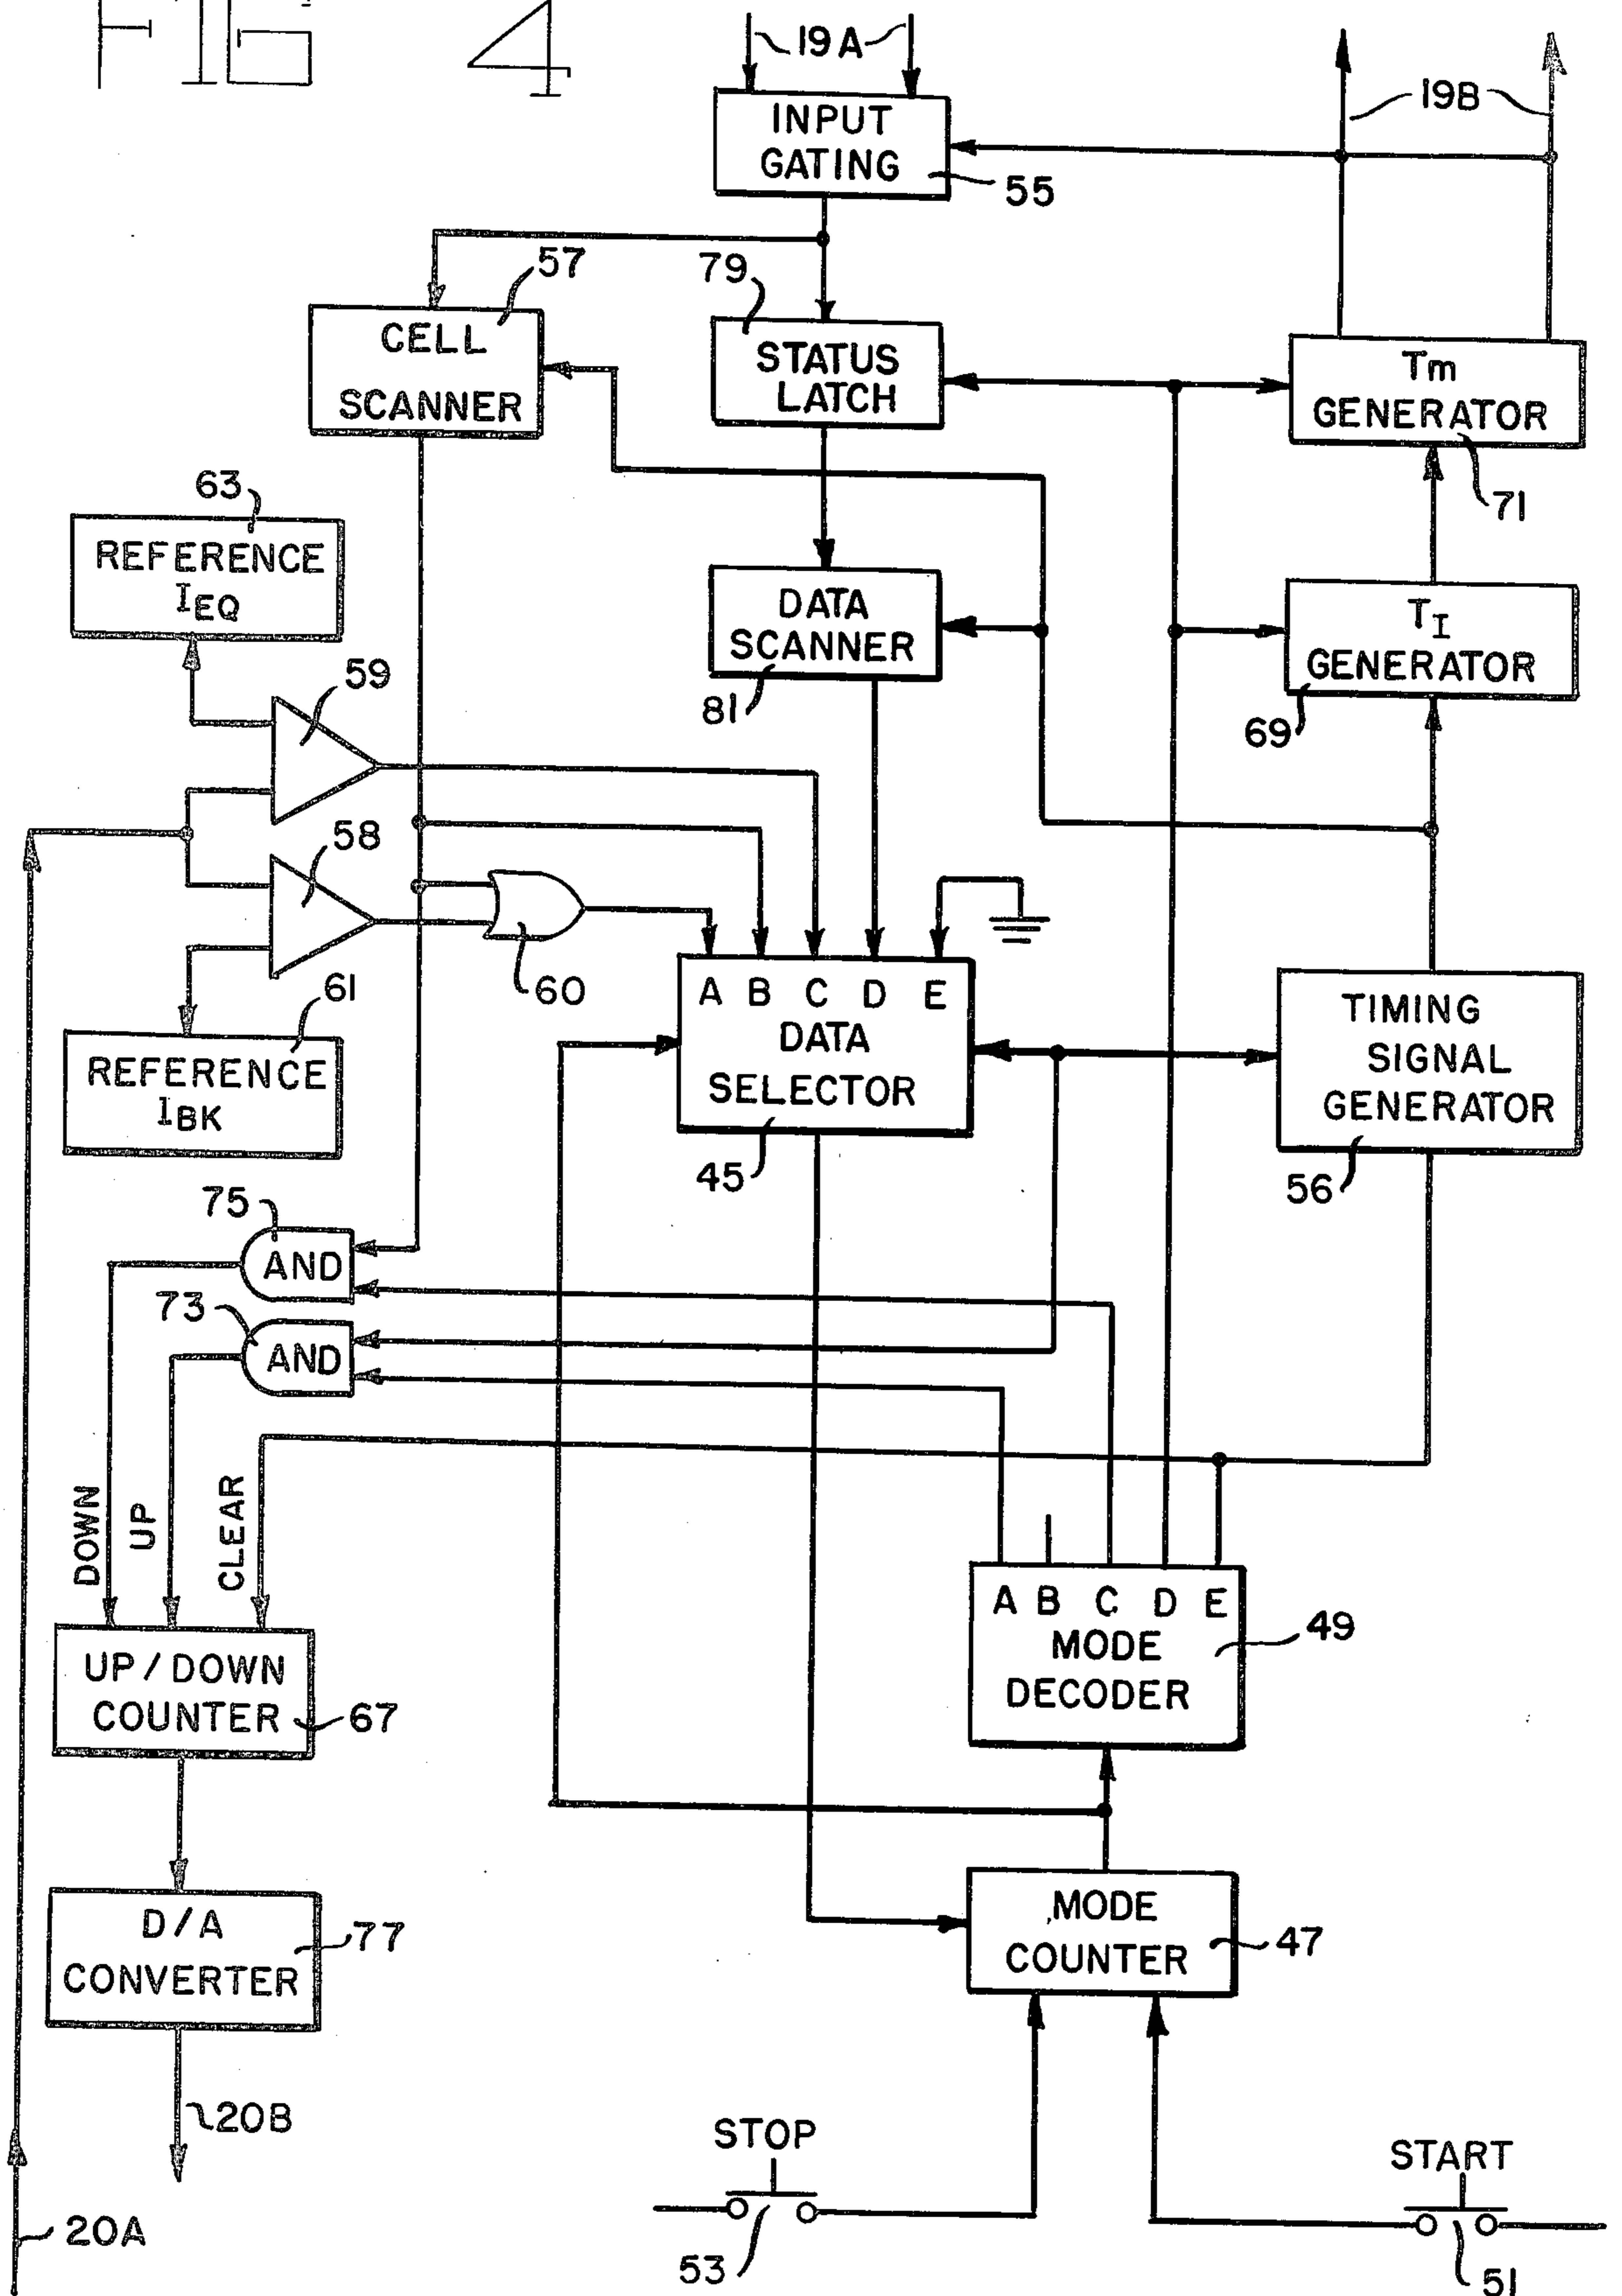 FIG 4
19A
19B
INPUT
GATING
55
57
79
CELL
SCANNER
STATUS
LATCH
Tm
GENERATOR
71
63
REFERENCE
IEQ
DATA
SCANNER
81
TI
GENERATOR
69
59
58
60
61
REFERENCE
IBK
A B C D E
DATA
SELECTOR
45
TIMING
SIGNAL
GENERATOR
56
75
AND
73
AND
DOWN
UP
CLEAR
A B C D E
MODE
DECODER
49
UP/DOWN
COUNTER
67
MODE
COUNTER
47
D/A
CONVERTER
77
20B
STOP
START
20A
53
51